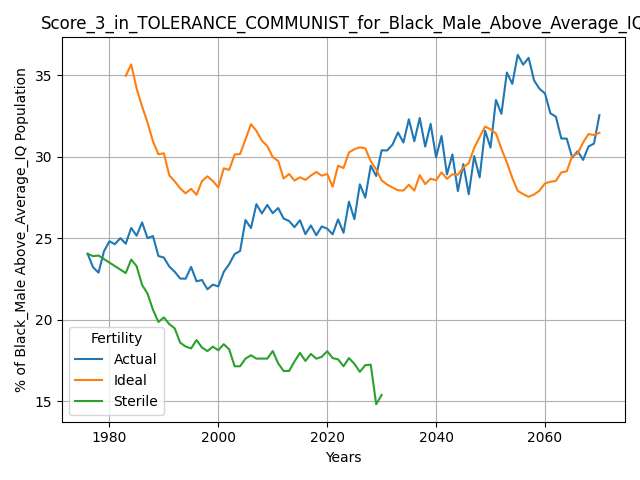 Score_3_in_TOLERANCE_COMMUNIST_for_Black_Male_Above_Average_IQ
% of Black_Male Above_Average_IQ Population
35
30
25
20
15
Fertility
Actual
Ideal
Sterile
1980 2000 2020 2040 2060
Years